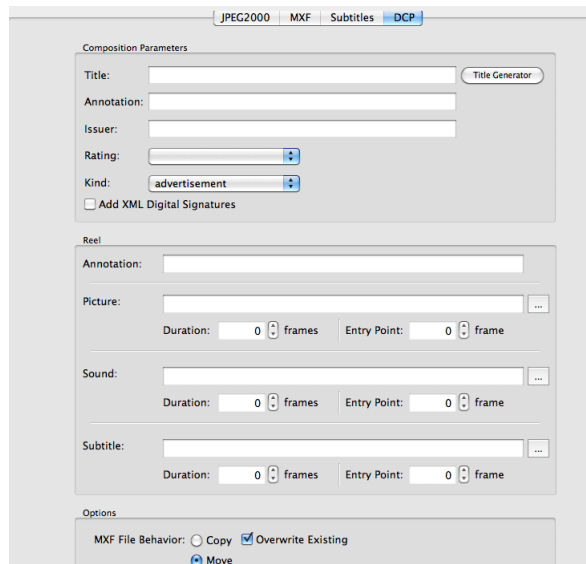 JPEG2000 MXF Subtitles DCP
Composition Parameters
Title: Title Generator
Annotation:
Issuer:
Rating:
Kind: advertisement
Add XML Digital Signatures
Reel
Annotation:
Picture: ...
Duration: 0 frames Entry Point: 0 frame
Sound: ...
Duration: 0 frames Entry Point: 0 frame
Subtitle: ...
Duration: 0 frames Entry Point: 0 frame
Options
MXF File Behavior: Copy Overwrite Existing
Move